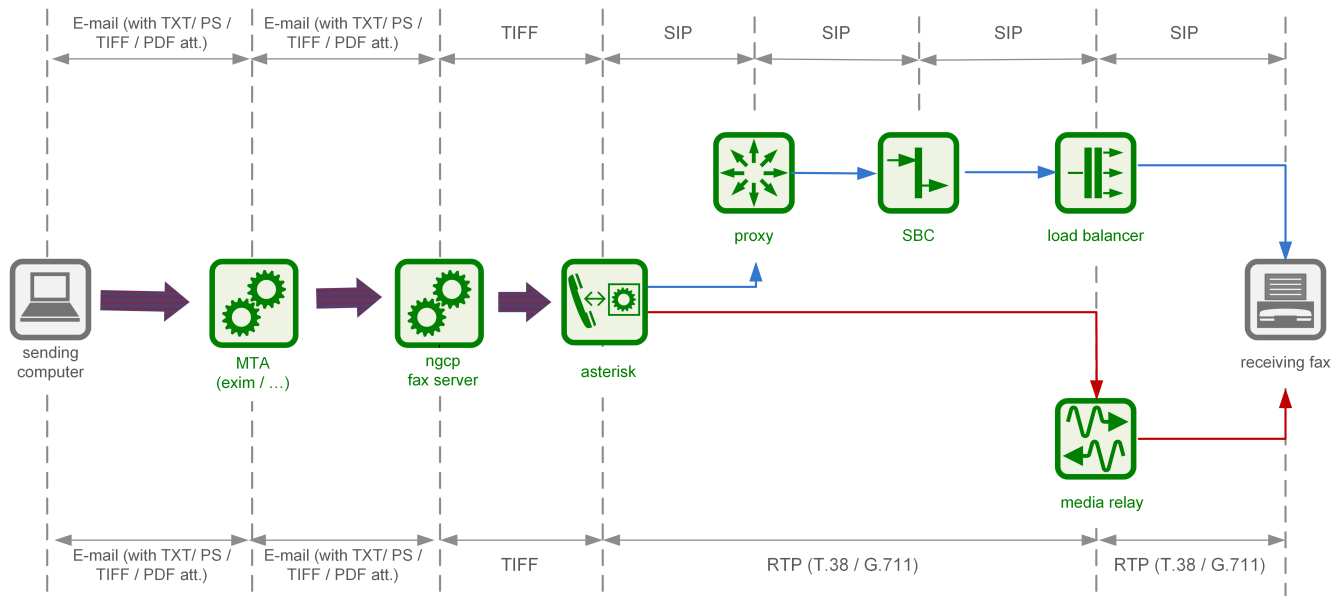 E-mail (with TXT/ PS /
TIFF / PDF att.)
E-mail (with TXT/ PS /
TIFF / PDF att.)
TIFF
SIP
SIP
SIP
SIP
proxy
SBC
load balancer
sending
computer
MTA
(exim / …)
ngcp
fax server
asterisk
receiving fax
media relay
E-mail (with TXT/ PS /
TIFF / PDF att.)
E-mail (with TXT/ PS /
TIFF / PDF att.)
TIFF
RTP (T.38 / G.711)
RTP (T.38 / G.711)